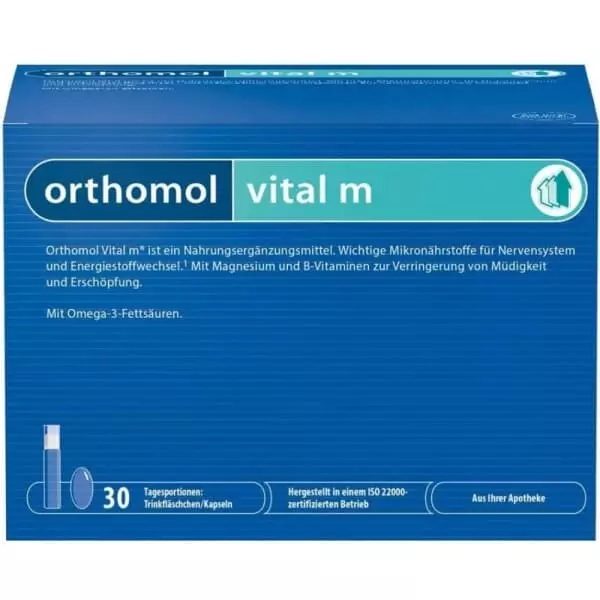 orthomol vital m
orthomol vital m
Orthomol Vital m® ist ein Nahrungsergänzungsmittel. Wichtige Mikronährstoffe für Nervensystem
und Energiestoffwechsel.¹ Mit Magnesium und B-Vitaminen zur Verringerung von Müdigkeit
und Erschöpfung.
Mit Omega-3-Fettsäuren.
30
Tagesportionen:
Trinkfläschchen/Kapseln
Hergestellt in einem ISO 22000-
zertifizierten Betrieb
Aus Ihrer Apotheke